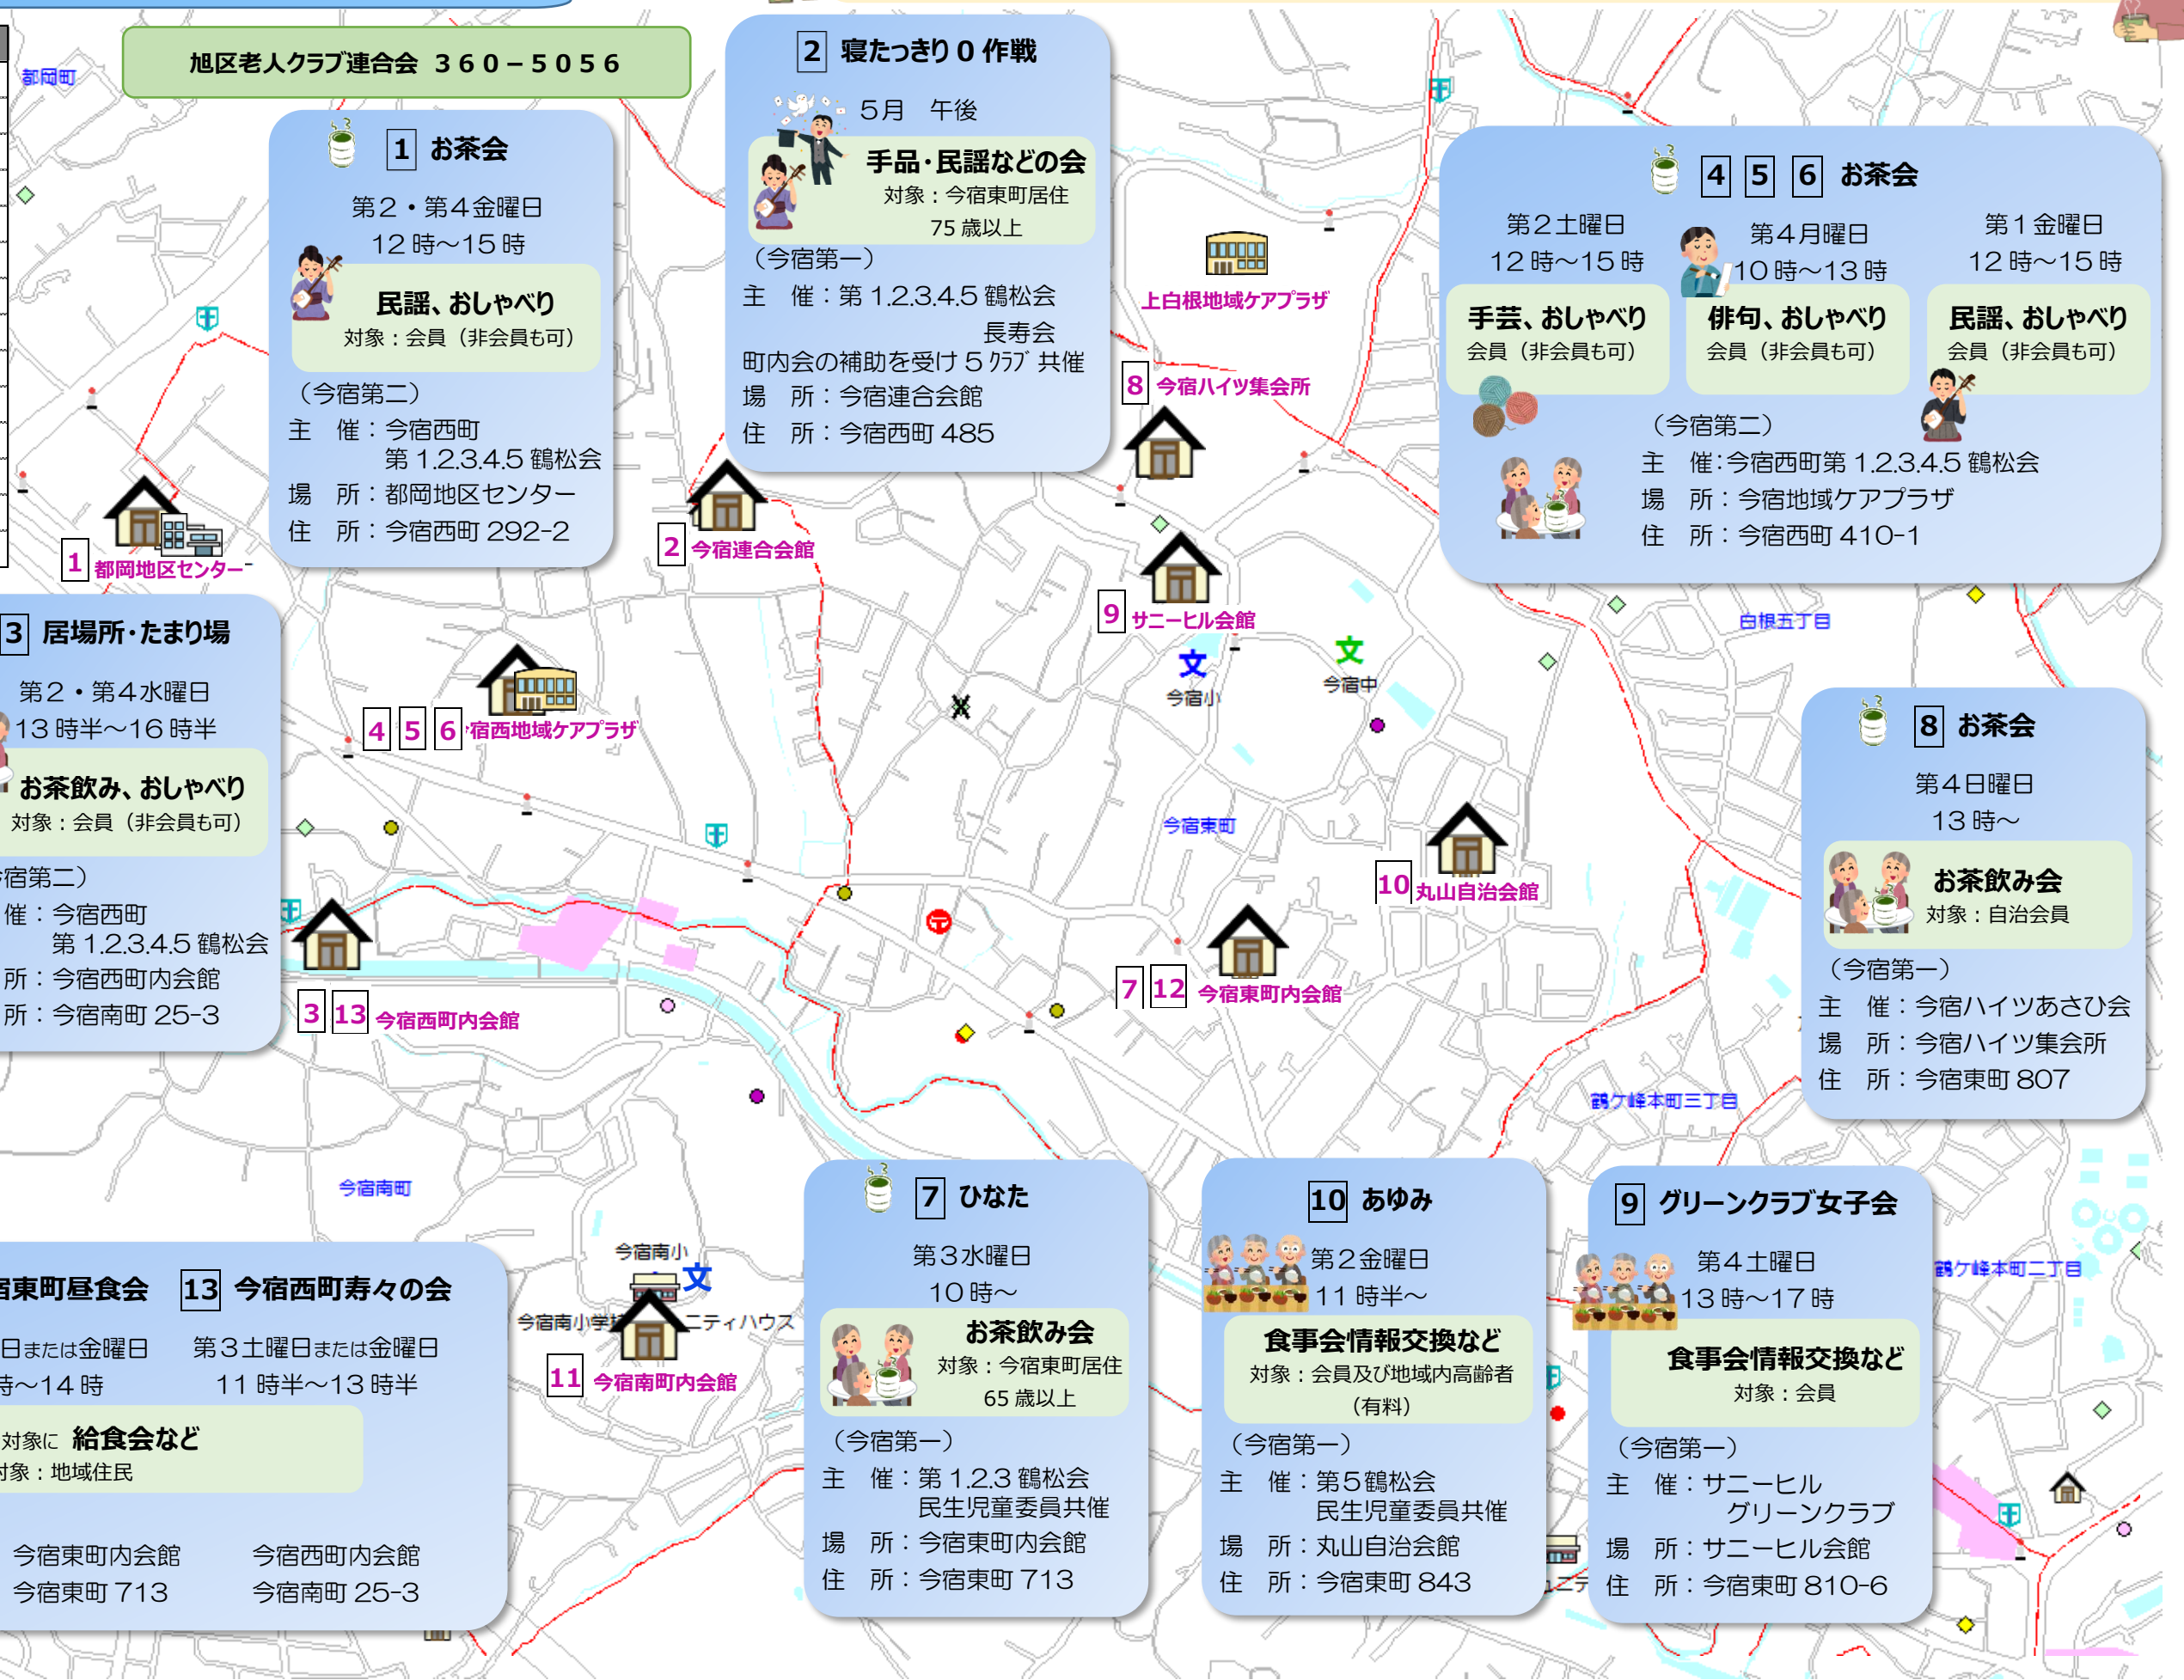 旭区老人クラブ連合会 ３６０－５０５６
都岡町
1 お茶会
第２・第４金曜日
12時～15時
民謡、おしゃべり
対象：会員（非会員も可）
（今宿第二）
主　催：今宿西町
第1.2.3.4.5鶴松会
場　所：都岡地区センター
住　所：今宿西町292-2
2 寝たっきり０作戦
５月　午後
手品・民謡などの会
対象：今宿東町居住
75歳以上
（今宿第一）
主　催：第1.2.3.4.5鶴松会
長寿会
町内会の補助を受け５クラブ共催
場　所：今宿連合会館
住　所：今宿西町485
4 5 6 お茶会
第２土曜日
12時～15時
手芸、おしゃべり
会員（非会員も可）
第４月曜日
10時～13時
俳句、おしゃべり
会員（非会員も可）
第１金曜日
12時～15時
民謡、おしゃべり
会員（非会員も可）
（今宿第二）
主　催：今宿西町第1.2.3.4.5鶴松会
場　所：今宿地域ケアプラザ
住　所：今宿西町410-1
上白根地域ケアプラザ
8 今宿ハイツ集会所
1 都岡地区センター
2 今宿連合会館
9 サニーヒル会館
文
今宿小
文
今宿中
白根五丁目
4 5 6 宿西地域ケアプラザ
3 居場所・たまり場
第２・第４水曜日
13時半～16時半
お茶飲み、おしゃべり
対象：会員（非会員も可）
宿第二）
催：今宿西町
第1.2.3.4.5鶴松会
所：今宿西町内会館
所：今宿南町25-3
今宿東町
10 丸山自治会館
7 12 今宿東町内会館
3 13 今宿西町内会館
8 お茶会
第４日曜日
13時～
お茶飲み会
対象：自治会員
（今宿第一）
主　催：今宿ハイツあさひ会
場　所：今宿ハイツ集会所
住　所：今宿東町807
鶴ケ峰本町三丁目
今宿南町
今宿南小
文
今宿南小学校
ニティハウス
11 今宿南町内会館
鶴ケ峰本町二丁目
宿東町昼食会
日または金曜日
時～14時
13 今宿西町寿々の会
第３土曜日または金曜日
11時半～13時半
対象に 給食会など
対象：地域住民
今宿東町内会館　今宿西町内会館
今宿東町713　今宿南町25-3
7 ひなた
第３水曜日
10時～
お茶飲み会
対象：今宿東町居住
65歳以上
（今宿第一）
主　催：第1.2.3鶴松会
民生児童委員共催
場　所：今宿東町内会館
住　所：今宿東町713
10 あゆみ
第２金曜日
11時半～
食事会情報交換など
対象：会員及び地域内高齢者
（有料）
（今宿第一）
主　催：第５鶴松会
民生児童委員共催
場　所：丸山自治会館
住　所：今宿東町843
9 グリーンクラブ女子会
第４土曜日
13時～17時
食事会情報交換など
対象：会員
（今宿第一）
主　催：サニーヒル
グリーンクラブ
場　所：サニーヒル会館
住　所：今宿東町810-6